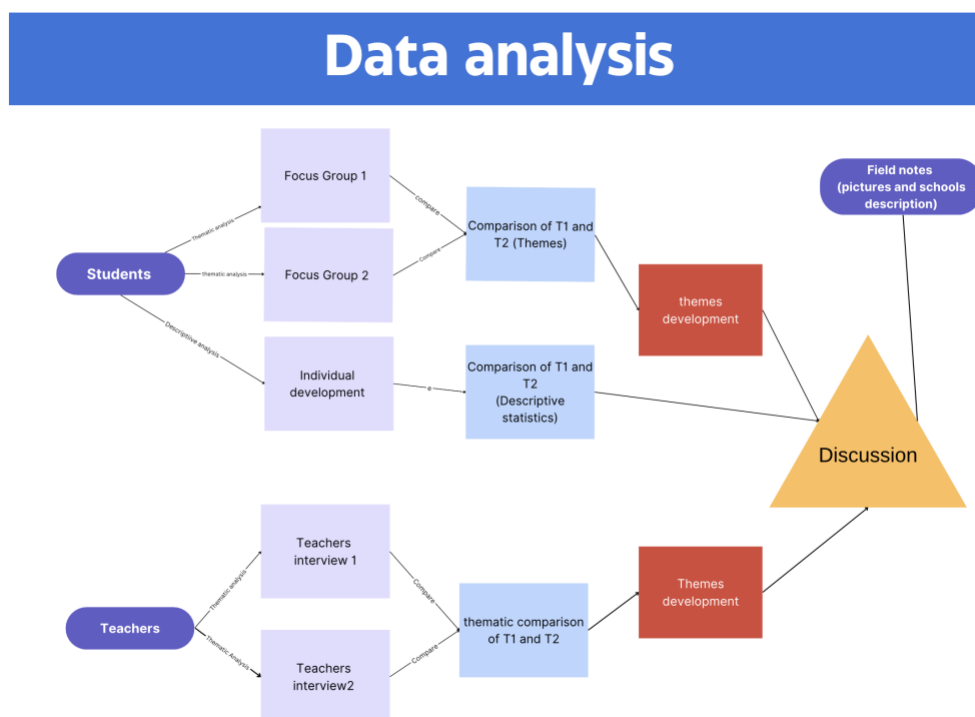 Data analysis
Focus Group 1
Thematic analysis
compare
Field notes
(pictures and schools
description)
Comparison of T1 and
T2 (Themes)
Students
thematic analysis
Focus Group 2
Compare
themes
development
Descriptive analysis
Individual
development
e
Comparison of T1 and
T2
(Descriptive
statistics)
Discussion
Teachers
interview 1
Thematic analysis
Compare
Themes
development
Teachers
thematic comparison
of T1 and T2
Thematic Analysis
Compare
Teachers
interview2